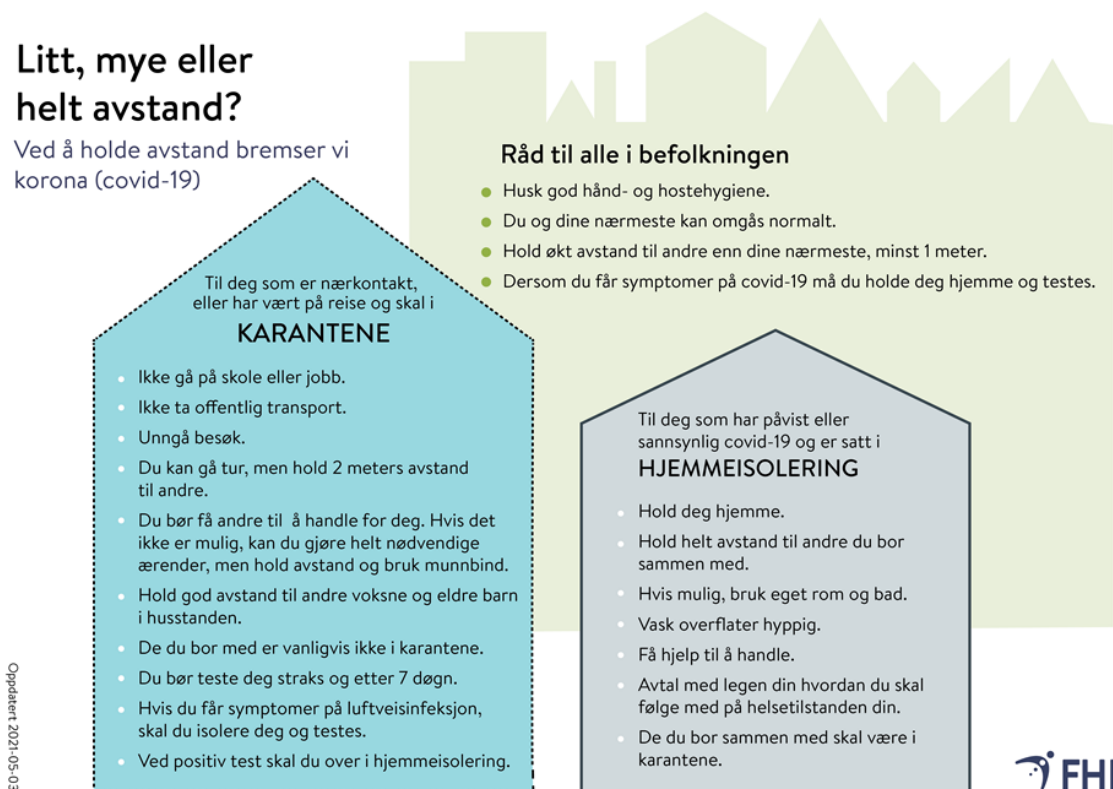 Litt, mye eller
helt avstand?
Ved å holde avstand bremser vi
korona (covid-19)
Råd til alle i befolkningen
Husk god hånd- og hostehygiene.
Du og dine nærmeste kan omgås normalt.
Hold økt avstand til andre enn dine nærmeste, minst 1 meter.
Dersom du får symptomer på covid-19 må du holde deg hjemme og testes.
Til deg som er nærkontakt,
eller har vært på reise og skal i
KARANTENE
Ikke gå på skole eller jobb.
Ikke ta offentlig transport.
Unngå besøk.
Du kan gå tur, men hold 2 meters avstand
til andre.
Du bør få andre til å handle for deg. Hvis det
ikke er mulig, kan du gjøre helt nødvendige
ærender, men hold avstand og bruk munnbind.
Hold god avstand til andre voksne og eldre barn
i husstanden.
De du bor med er vanligvis ikke i karantene.
Du bør teste deg straks og etter 7 døgn.
Hvis du får symptomer på luftveisinfeksjon,
skal du isolere deg og testes.
Ved positiv test skal du over i hjemmeisolering.
Til deg som har påvist eller
sannsynlig covid-19 og er satt i
HJEMMEISOLERING
Hold deg hjemme.
Hold helt avstand til andre du bor
sammen med.
Hvis mulig, bruk eget rom og bad.
Vask overflater hyppig.
Få hjelp til å handle.
Avtal med legen din hvordan du skal
følge med på helsetilstanden din.
De du bor sammen med skal være i
karantene.
Oppdatert 2021-05-03
FHI